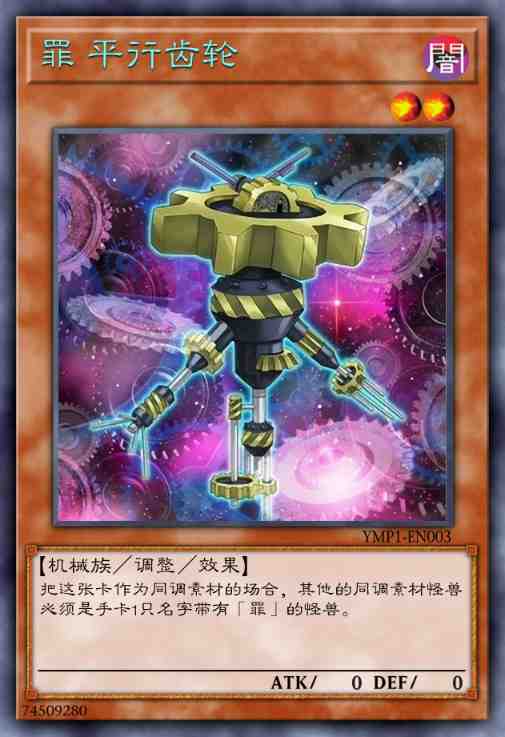 罪 平行齿轮
闇
YMP1-EN003
【机械族／调整／效果】
把这张卡作为同调素材的场合，其他的同调素材怪兽
必须是手卡1只名字带有「罪」的怪兽。
ATK/ 0 DEF/ 0
74509280